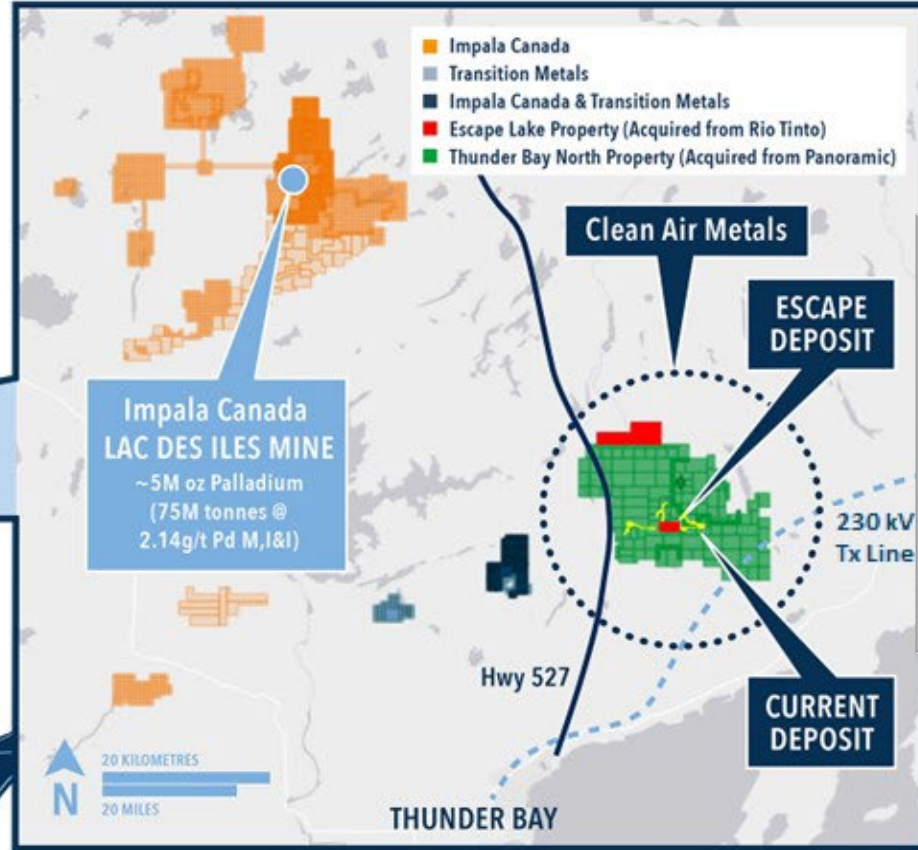 Impala Canada
Transition Metals
Impala Canada & Transition Metals
Escape Lake Property (Acquired from Rio Tinto)
Thunder Bay North Property (Acquired from Panoramic)
Clean Air Metals
ESCAPE
DEPOSIT
Impala Canada
LAC DES ILES MINE
~5M oz Palladium
(75M tonnes @
2.14g/t Pd M,I&I)
230 kV
Tx Line
Hwy 527
CURRENT
DEPOSIT
20 KILOMETRES
N
20 MILES
THUNDER BAY